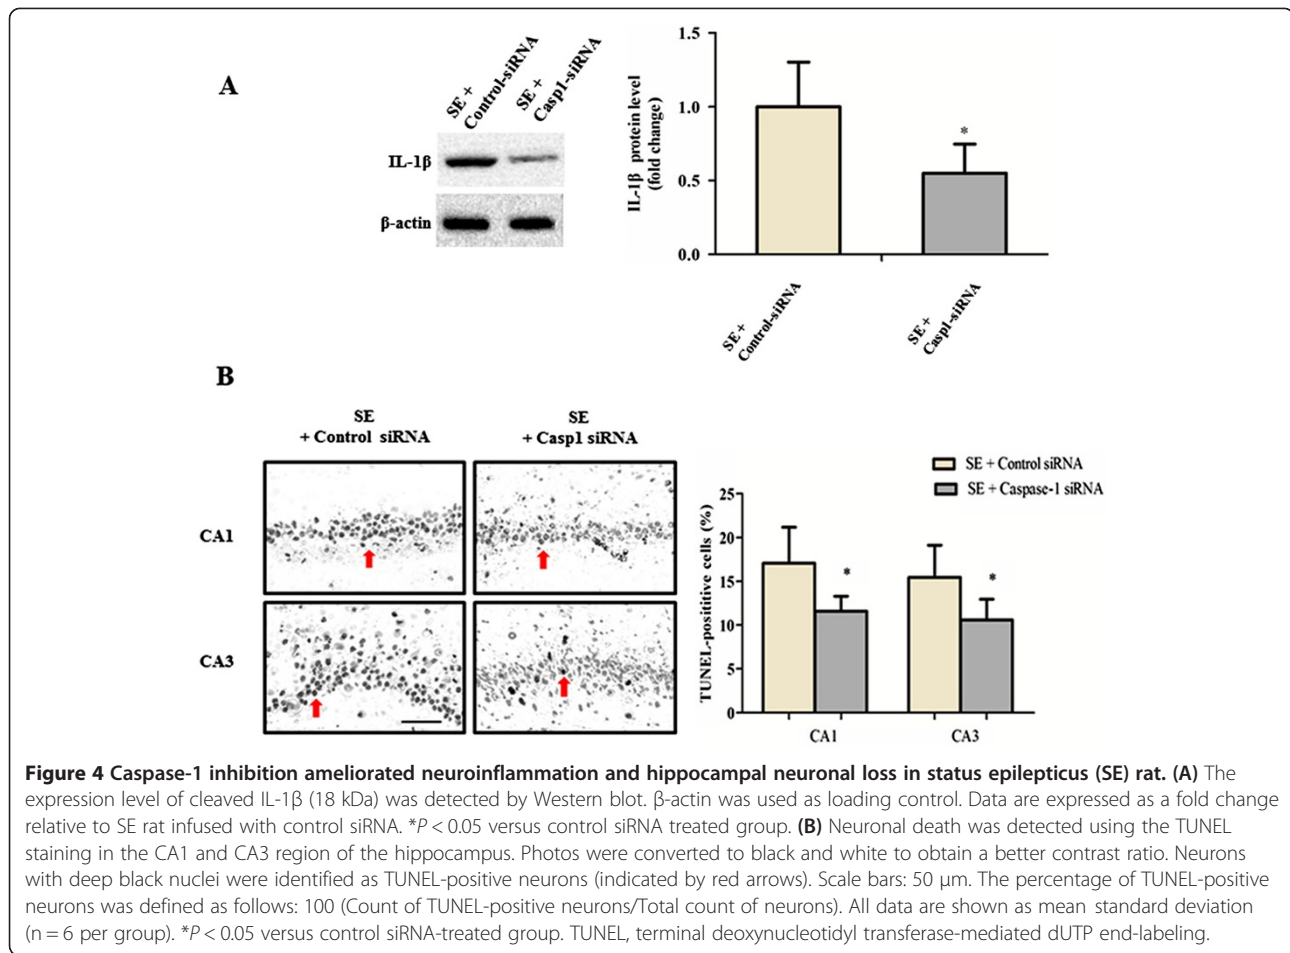 A
SE +
Control-siRNA
SE +
Casp1-siRNA
IL-1β
β-actin
IL-1β protein level
(fold change)
1.5
1.0
0.5
0.0
*
SE +
Control-siRNA
SE +
Casp1-siRNA
B
SE
+ Control siRNA
SE
+ Casp1 siRNA
CA1
CA3
TUNEL-posititive cells (%)
25
20
15
10
5
0
SE + Control siRNA
SE + Caspase-1 siRNA
*
*
CA1
CA3
Figure 4 Caspase-1 inhibition ameliorated neuroinflammation and hippocampal neuronal loss in status epilepticus (SE) rat. (A) The
expression level of cleaved IL-1β (18 kDa) was detected by Western blot. β-actin was used as loading control. Data are expressed as a fold change
relative to SE rat infused with control siRNA. *P < 0.05 versus control siRNA treated group. (B) Neuronal death was detected using the TUNEL
staining in the CA1 and CA3 region of the hippocampus. Photos were converted to black and white to obtain a better contrast ratio. Neurons
with deep black nuclei were identified as TUNEL-positive neurons (indicated by red arrows). Scale bars: 50 μm. The percentage of TUNEL-positive
neurons was defined as follows: 100 (Count of TUNEL-positive neurons/Total count of neurons). All data are shown as mean standard deviation
(n = 6 per group). *P < 0.05 versus control siRNA-treated group. TUNEL, terminal deoxynucleotidyl transferase-mediated dUTP end-labeling.